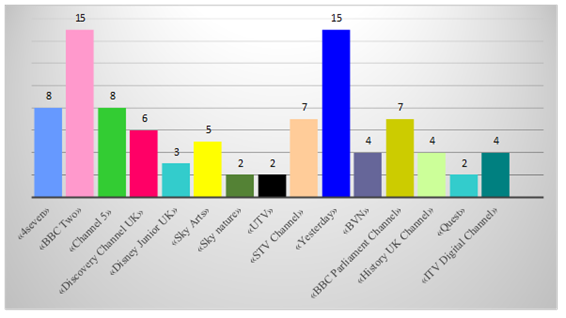 15
15
8
8
7
7
6
5
4
4
4
3
2
2
2
«4seven»
«BBC Two»
«Channel 5»
«Discovery Channel UK»
«Disney Junior UK»
«Sky Arts»
«Sky nature»
«UTV»
«STV Channel»
«Yesterday»
«BVN»
«BBC Parliament Channel»
«History UK Channel»
«Quest»
«ITV Digital Channel»